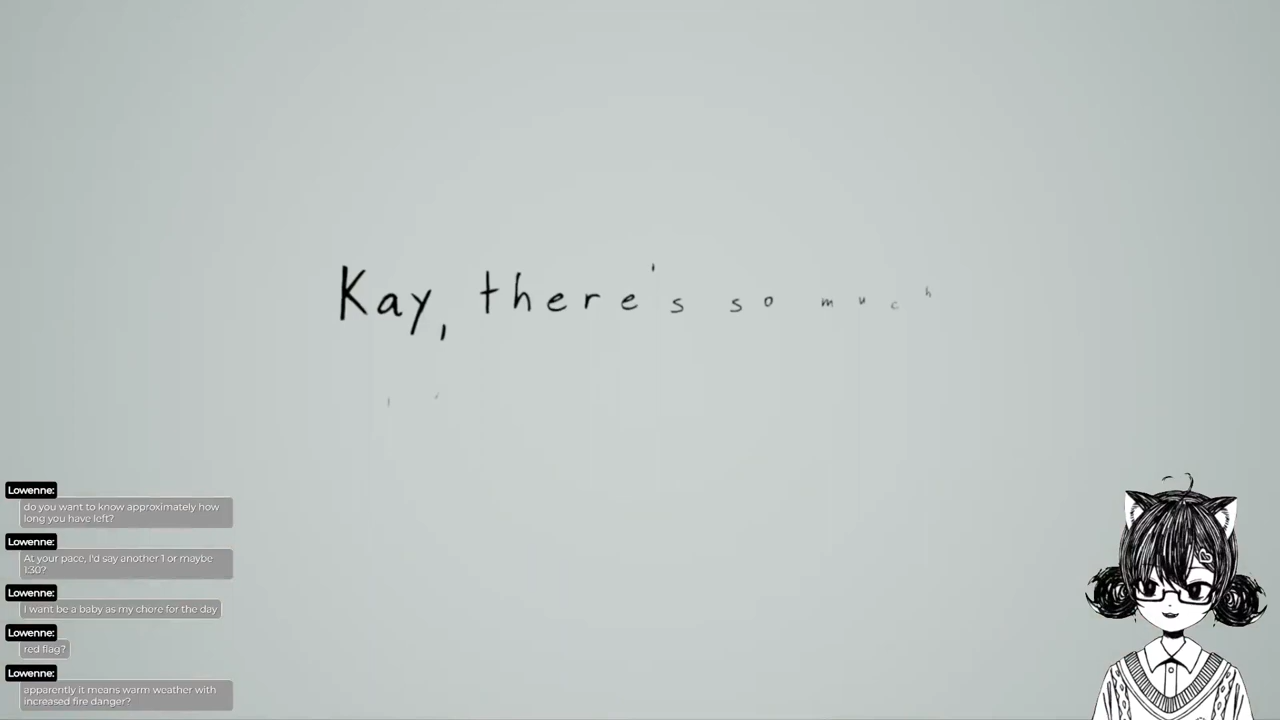 Kay, there's so much
Lowenne:
do you want to know approximately how
long you have left?
Lowenne:
At your pace, I'd say another 1 or maybe
1:30?
Lowenne:
I want be a baby as my chore for the day
Lowenne:
red flag?
Lowenne:
apparently it means warm weather with
increased fire danger?